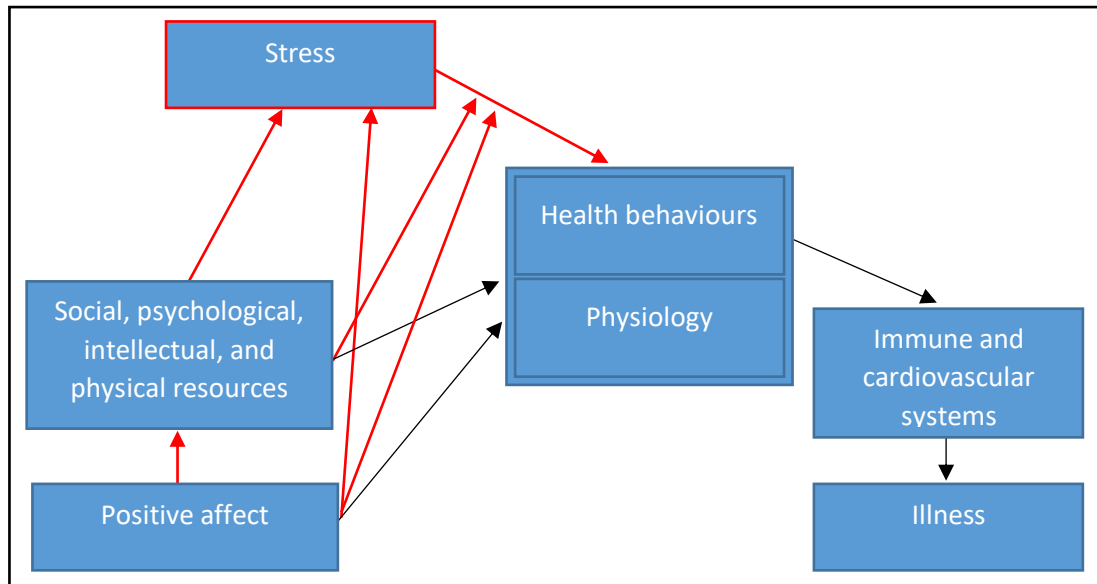 Stress
Health behaviours
Physiology
Social, psychological,
intellectual, and
physical resources
Immune and
cardiovascular
systems
Positive affect
Illness